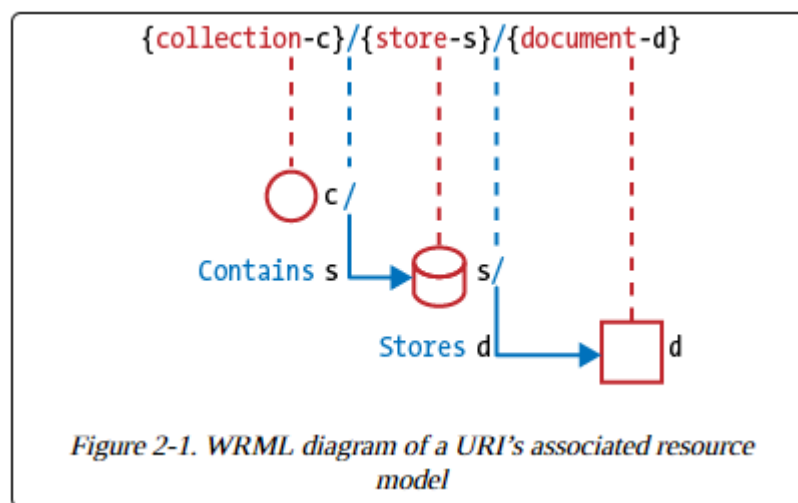 {collection-c}/{store-s}/{document-d}
c/
Contains s
s/
Stores d
d
Figure 2-1. WRML diagram of a URI's associated resource
model